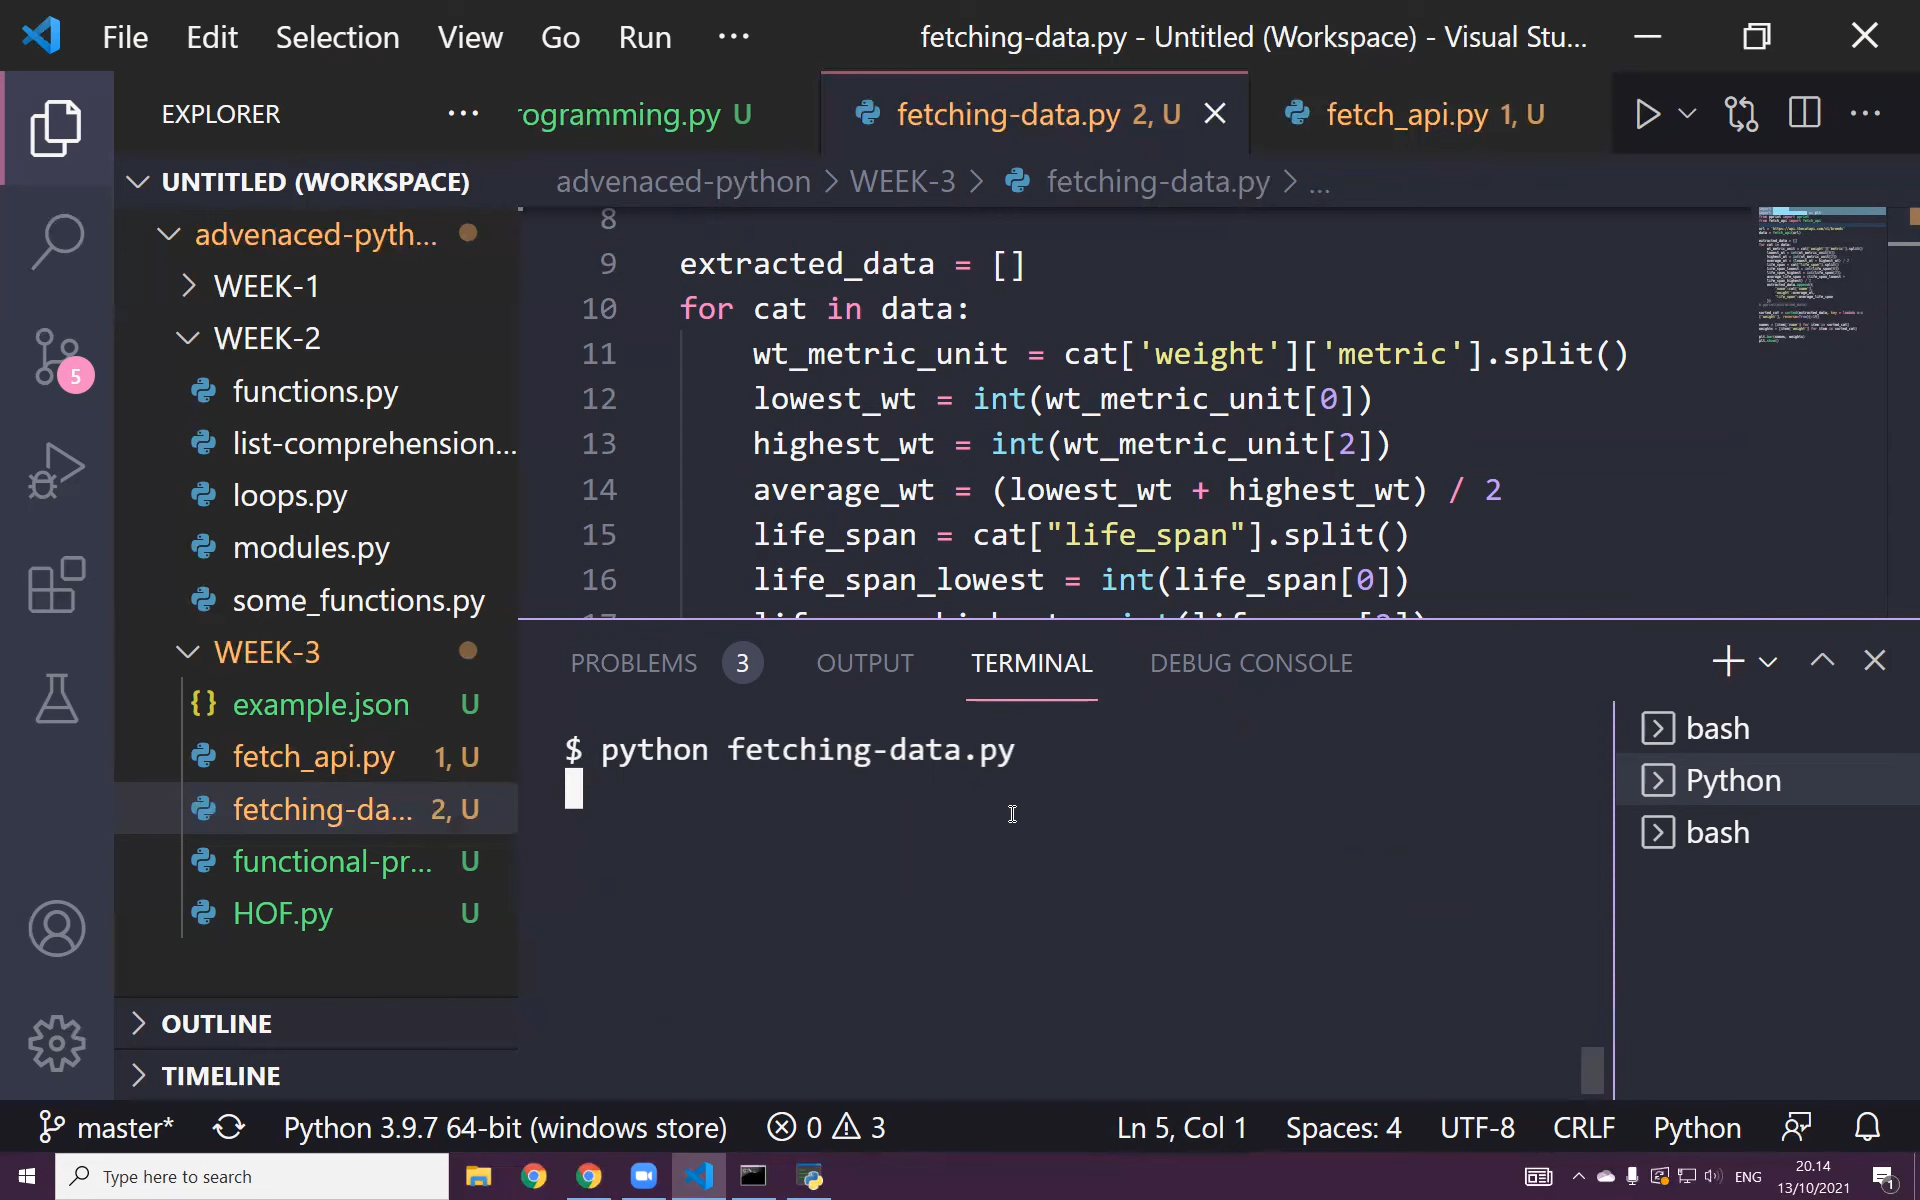 File Edit Selection View Go Run ···
fetching-data.py - Untitled (Workspace) - Visual Stu...
EXPLORER ···
rogramming.py U
fetching-data.py 2, U
fetch_api.py 1, U
UNTITLED (WORKSPACE)
advenaced-python > WEEK-3 > fetching-data.py > ...
advenaced-pyth...
WEEK-1
WEEK-2
functions.py
list-comprehension...
loops.py
modules.py
some_functions.py
WEEK-3
example.json U
fetch_api.py 1, U
fetching-da... 2, U
functional-pr... U
HOF.py U
OUTLINE
TIMELINE
5
8
9 extracted_data = []
10 for cat in data:
11 wt_metric_unit = cat['weight']['metric'].split()
12 lowest_wt = int(wt_metric_unit[0])
13 highest_wt = int(wt_metric_unit[2])
14 average_wt = (lowest_wt + highest_wt) / 2
15 life_span = cat["life_span"].split()
16 life_span_lowest = int(life_span[0])
PROBLEMS 3 OUTPUT TERMINAL DEBUG CONSOLE
$ python fetching-data.py
bash
Python
bash
master* Python 3.9.7 64-bit (windows store) 0 3 Ln 5, Col 1 Spaces: 4 UTF-8 CRLF Python
Type here to search
ENG
20.14
13/10/2021
1